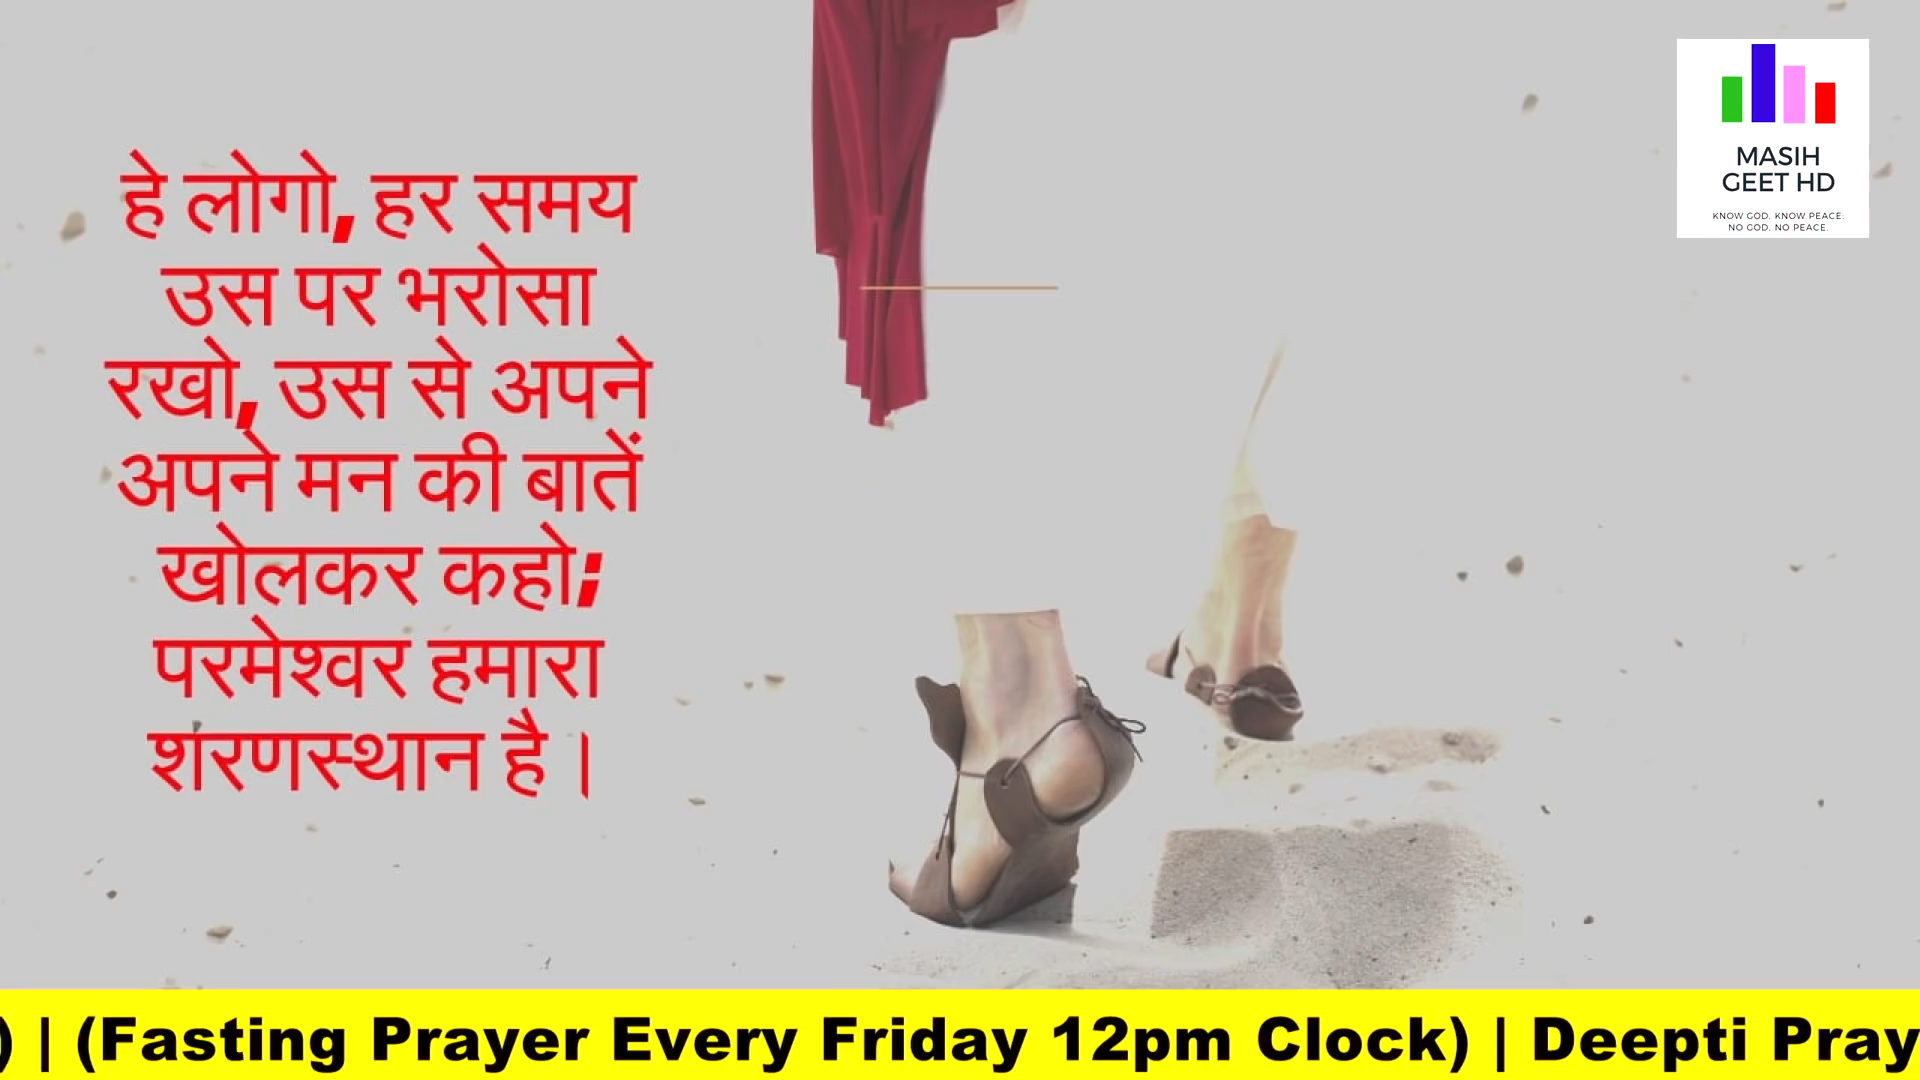 हे लोगो, हर समय
उस पर भरोसा
रखो, उस से अपने
अपने मन की बातें
खोलकर कहो;
परमेश्वर हमारा
शरणस्थान है।
MASIH
GEET HD
KNOW GOD. KNOW PEACE;
NO GOD. NO PEACE.
) | (Fasting Prayer Every Friday 12pm Clock) | Deepti Pray